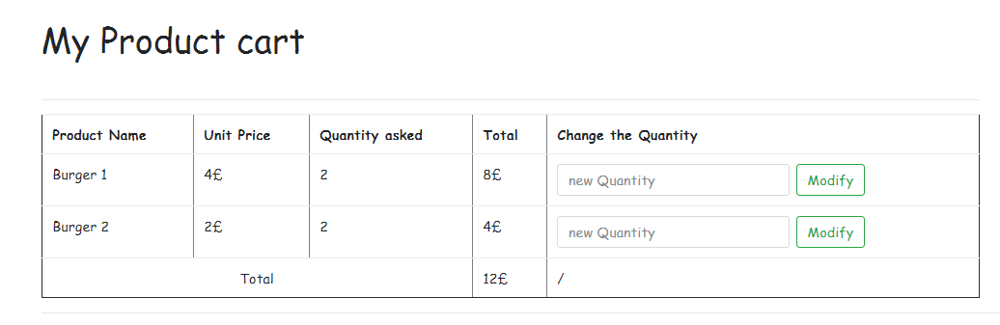 My Product cart
Product Name Unit Price Quantity asked Total Change the Quantity
Burger 1 4£ 2 8£ new Quantity Modify
Burger 2 2£ 2 4£ new Quantity Modify
Total 12£ /